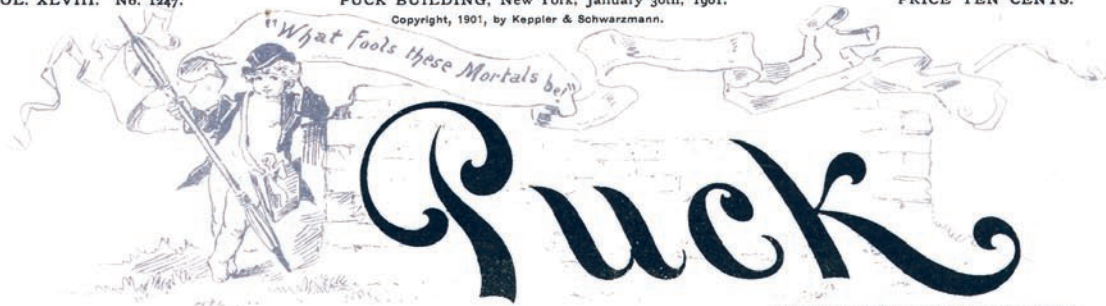 VOL. XLVIII. No. 1247.
PUCK BUILDING, New York, January 30th, 1901.
PRICE TEN CENTS.
Copyright, 1901, by Keppler & Schwarzmann.
"What Fools these Mortals be!"
Puck